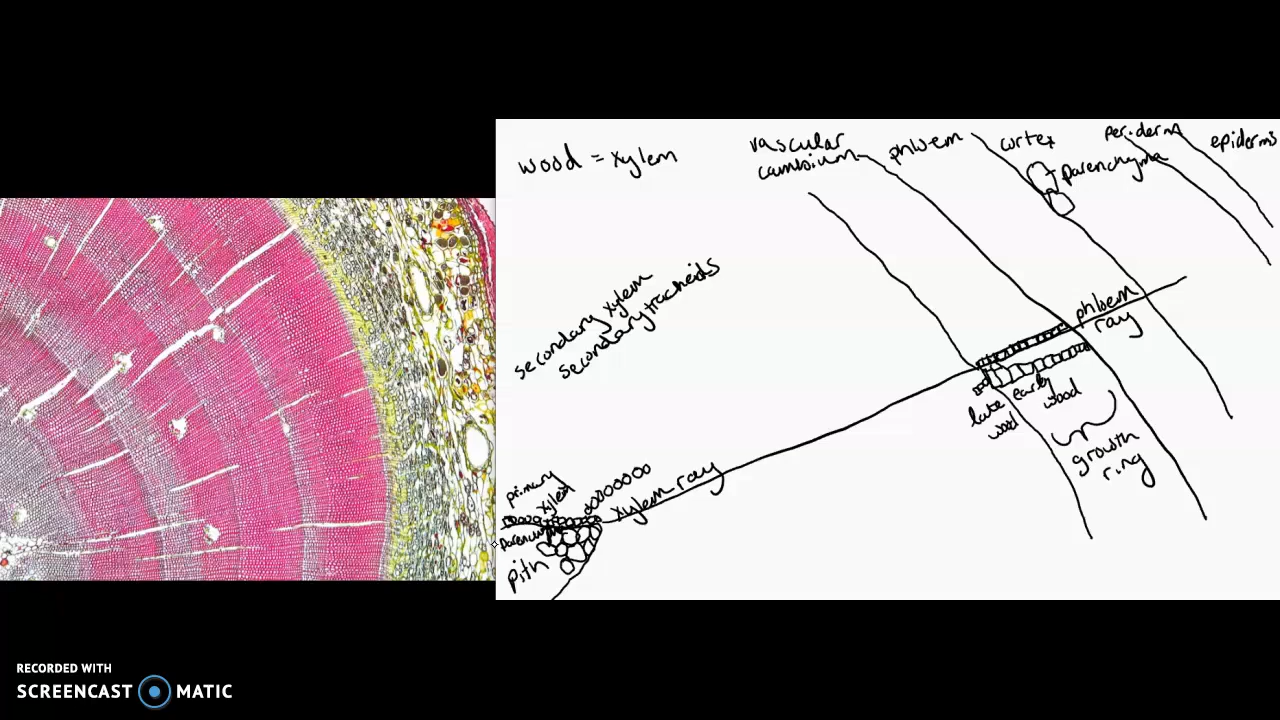 wood = xylem
vascular
cambium
phloem
cortex
periderm
epidermis
parenchyma
secondary xylem
secondary tracheids
phloem
ray
late early
wood wood
growth
ring
primary
xylem
xylem ray
parenchyma
pith
RECORDED WITH
SCREENCAST MATIC